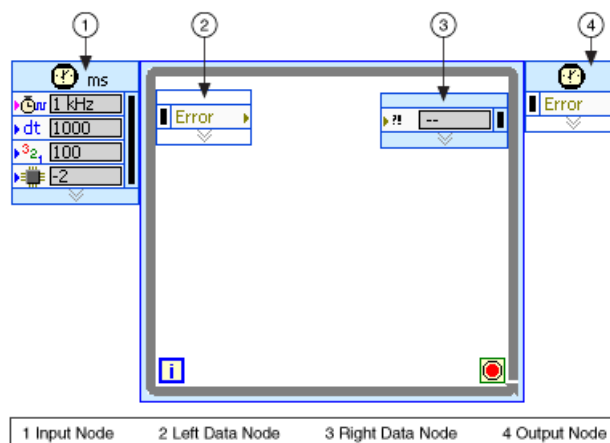 1 2 3 4
ms
1 kHz
dt 1000
321 100
-2
Error
?! --
Error
i
1 Input Node 2 Left Data Node 3 Right Data Node 4 Output Node